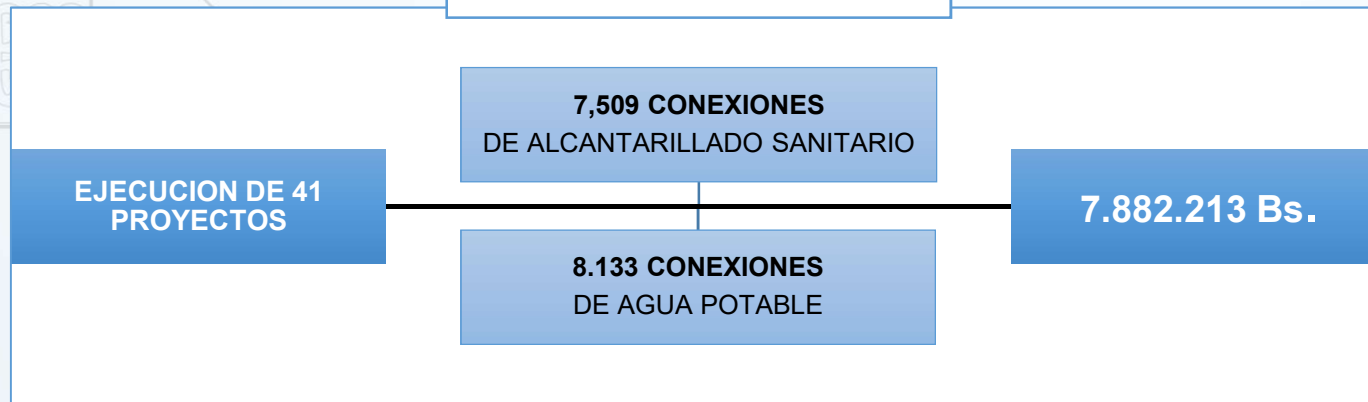 7,509 CONEXIONES
DE ALCANTARILLADO SANITARIO
EJECUCION DE 41
PROYECTOS
7.882.213 Bs.
8.133 CONEXIONES
DE AGUA POTABLE